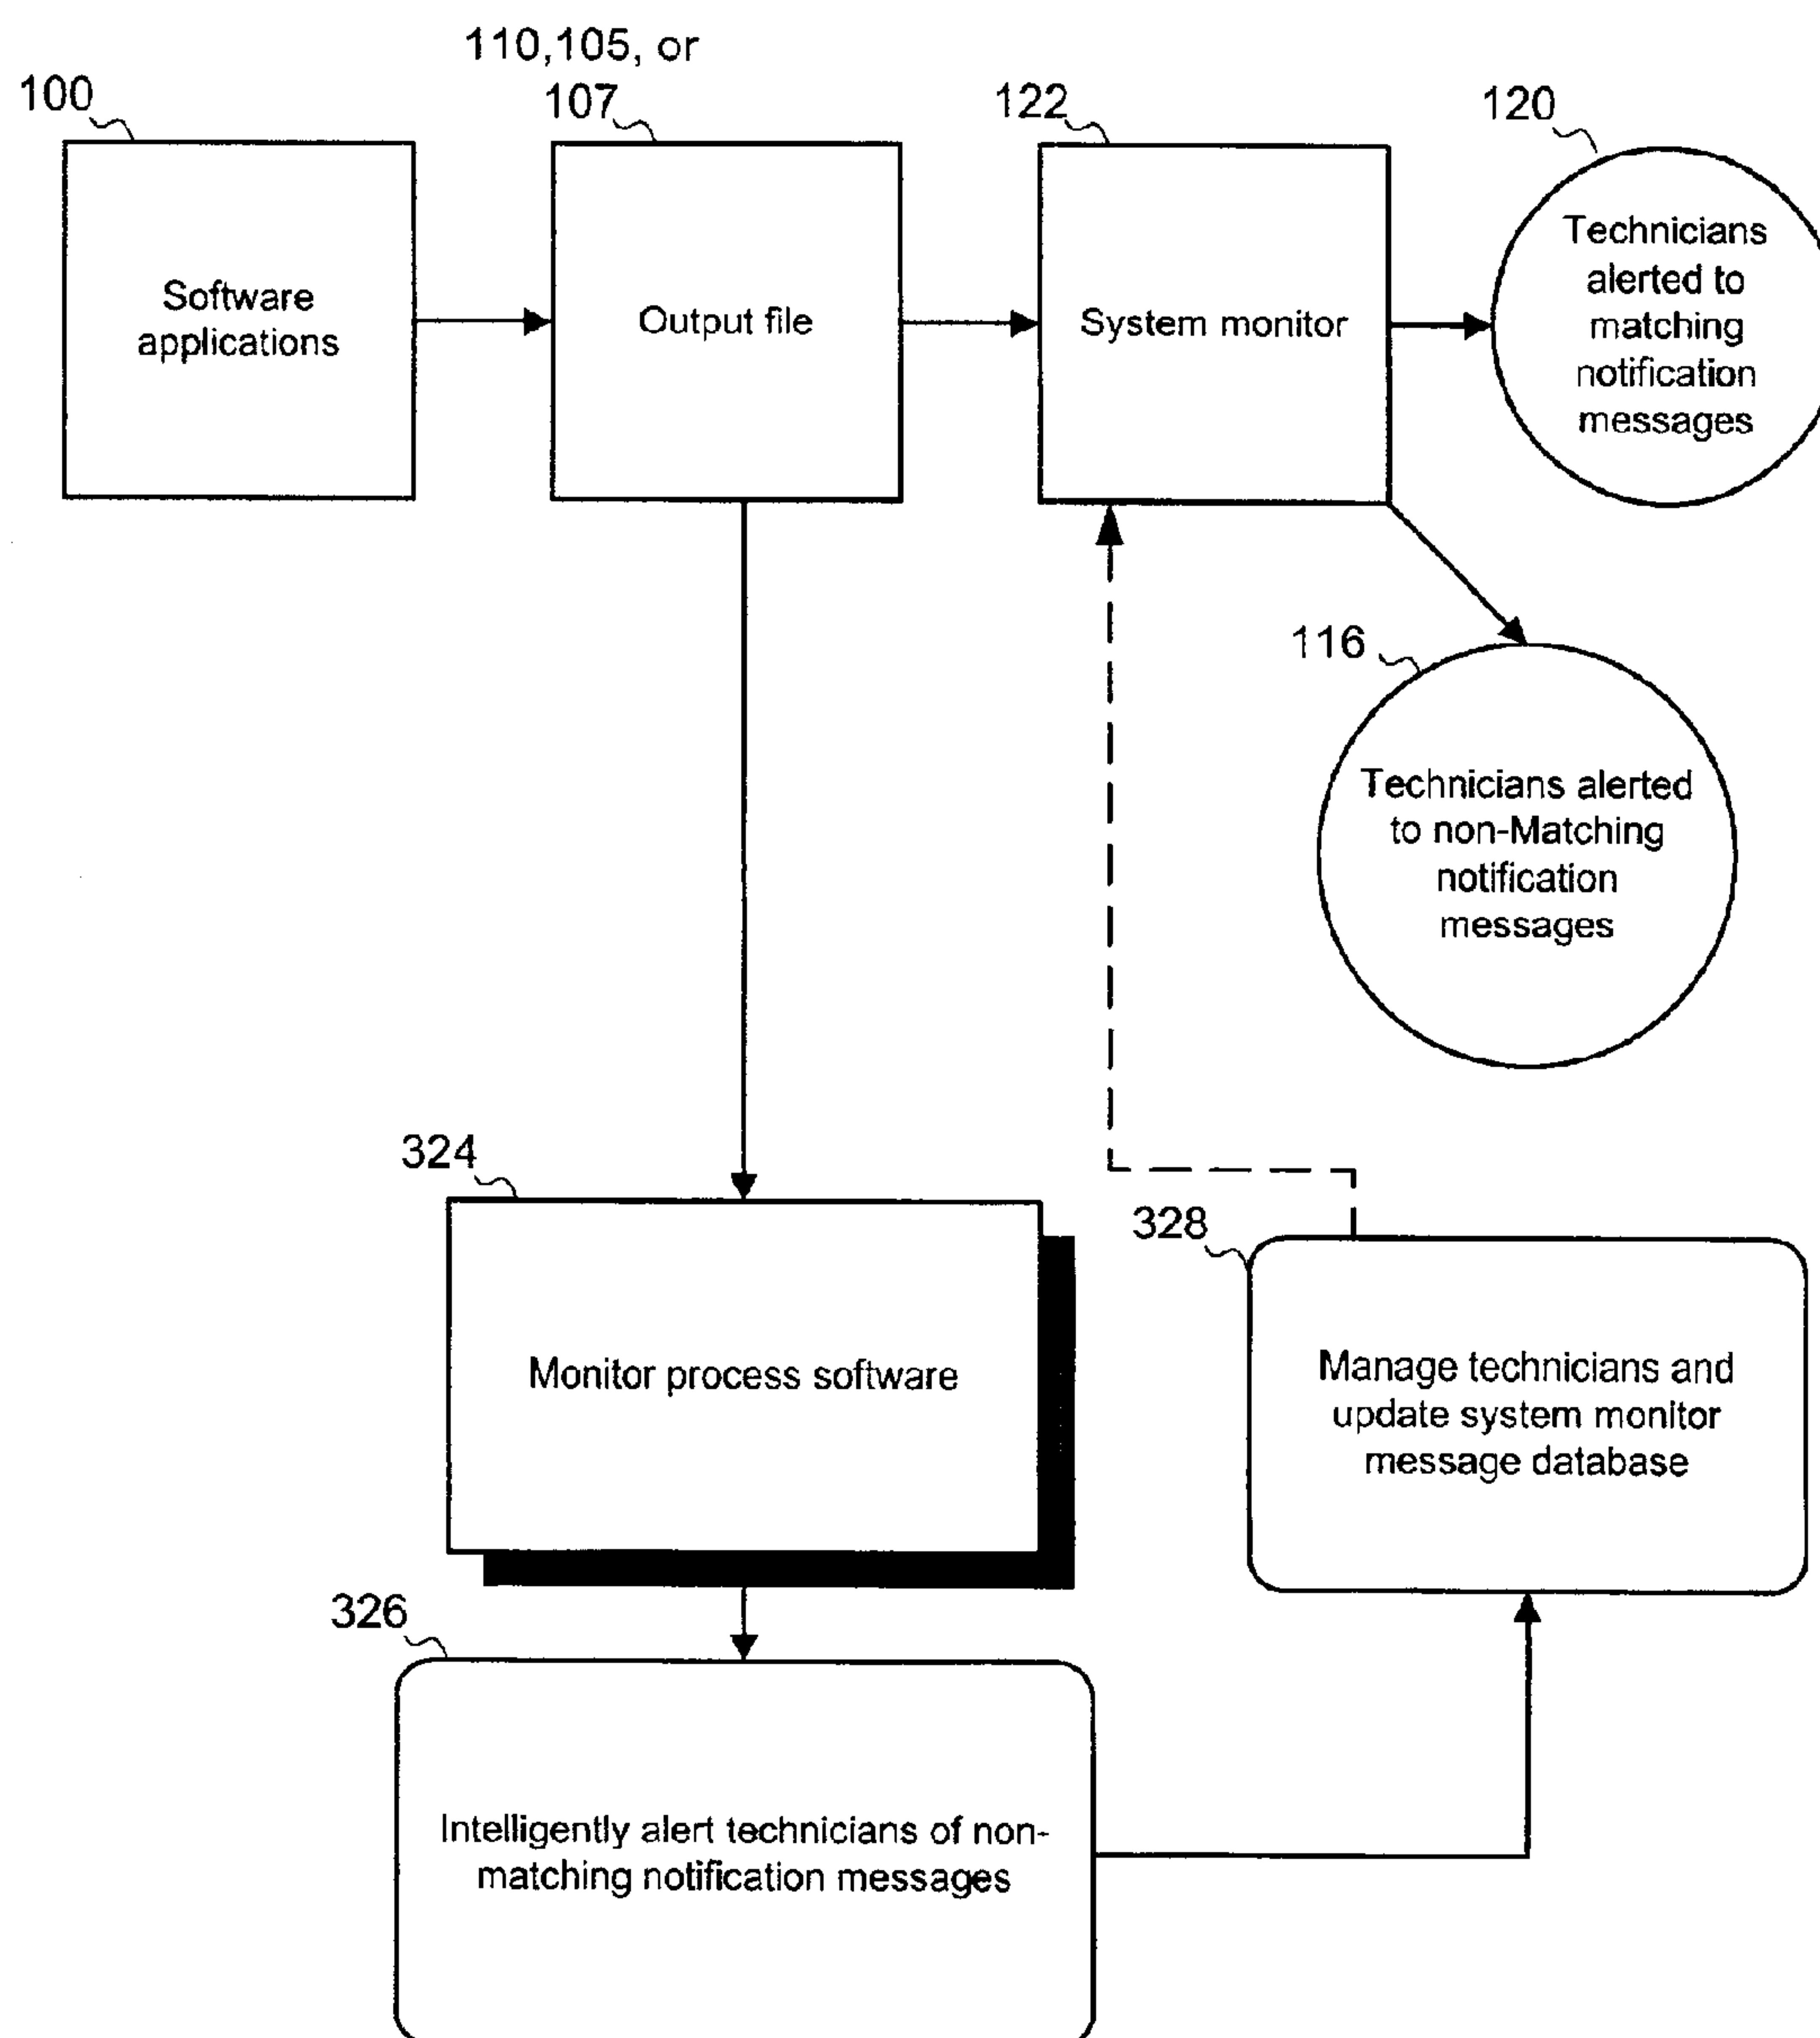 110,105, or
107
100
122
120
Software
applications
Output file
System monitor
Technicians
alerted to
matching
notification
messages
116
Technicians alerted
to non-Matching
notification
messages
324
Monitor process software
328
Manage technicians and
update system monitor
message database
326
Intelligently alert technicians of non-
matching notification messages